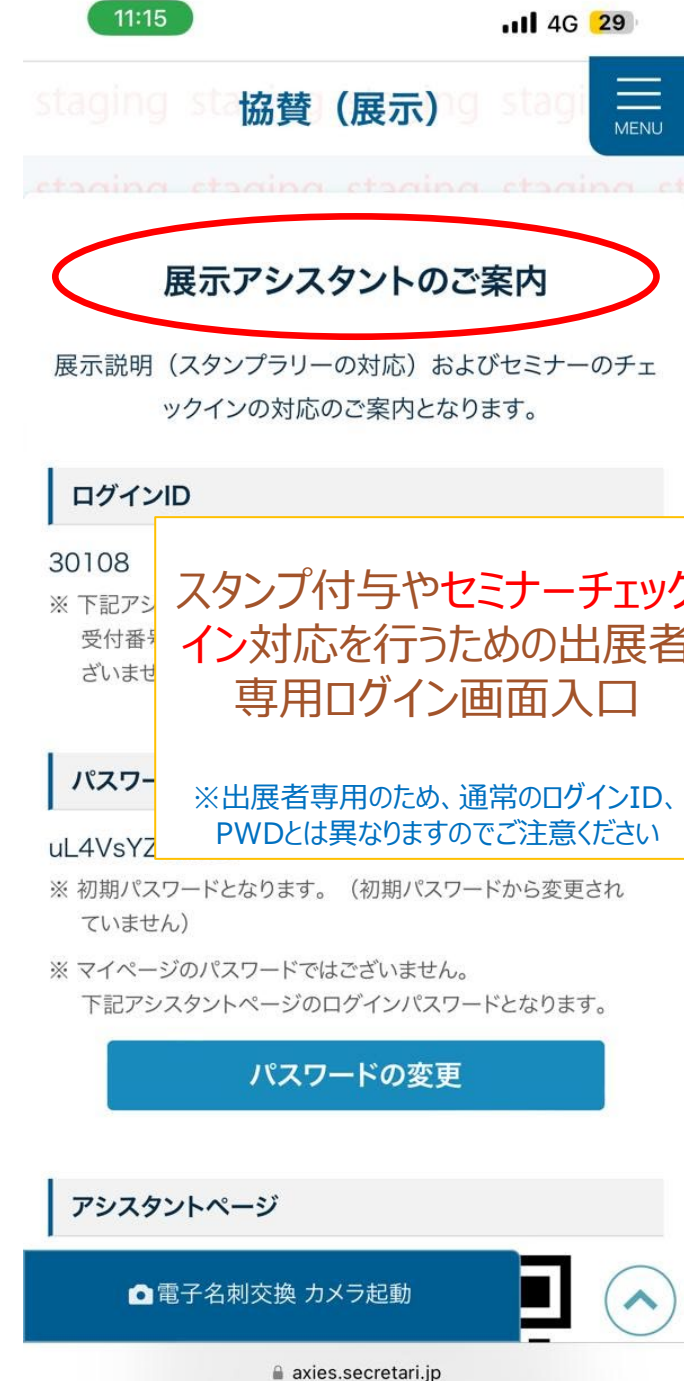 11:15
4G 29
staging staging staging
協賛（展示）
MENU
staging staging staging staging
展示アシスタントのご案内
展示説明（スタンプラリーの対応）およびセミナーのチェ
ックインの対応のご案内となります。
ログインID
30108
※ 下記アシ
受付番号
ざいませ
スタンプ付与やセミナーチェック
イン対応を行うための出展者
専用ログイン画面入口
※出展者専用のため、通常のログインID、
PWDとは異なりますのでご注意ください
パスワー
uL4VsYZ
※ 初期パスワードとなります。（初期パスワードから変更され
ていません）
※ マイページのパスワードではございません。
下記アシスタントページのログインパスワードとなります。
パスワードの変更
アシスタントページ
電子名刺交換 カメラ起動
axies.secretari.jp